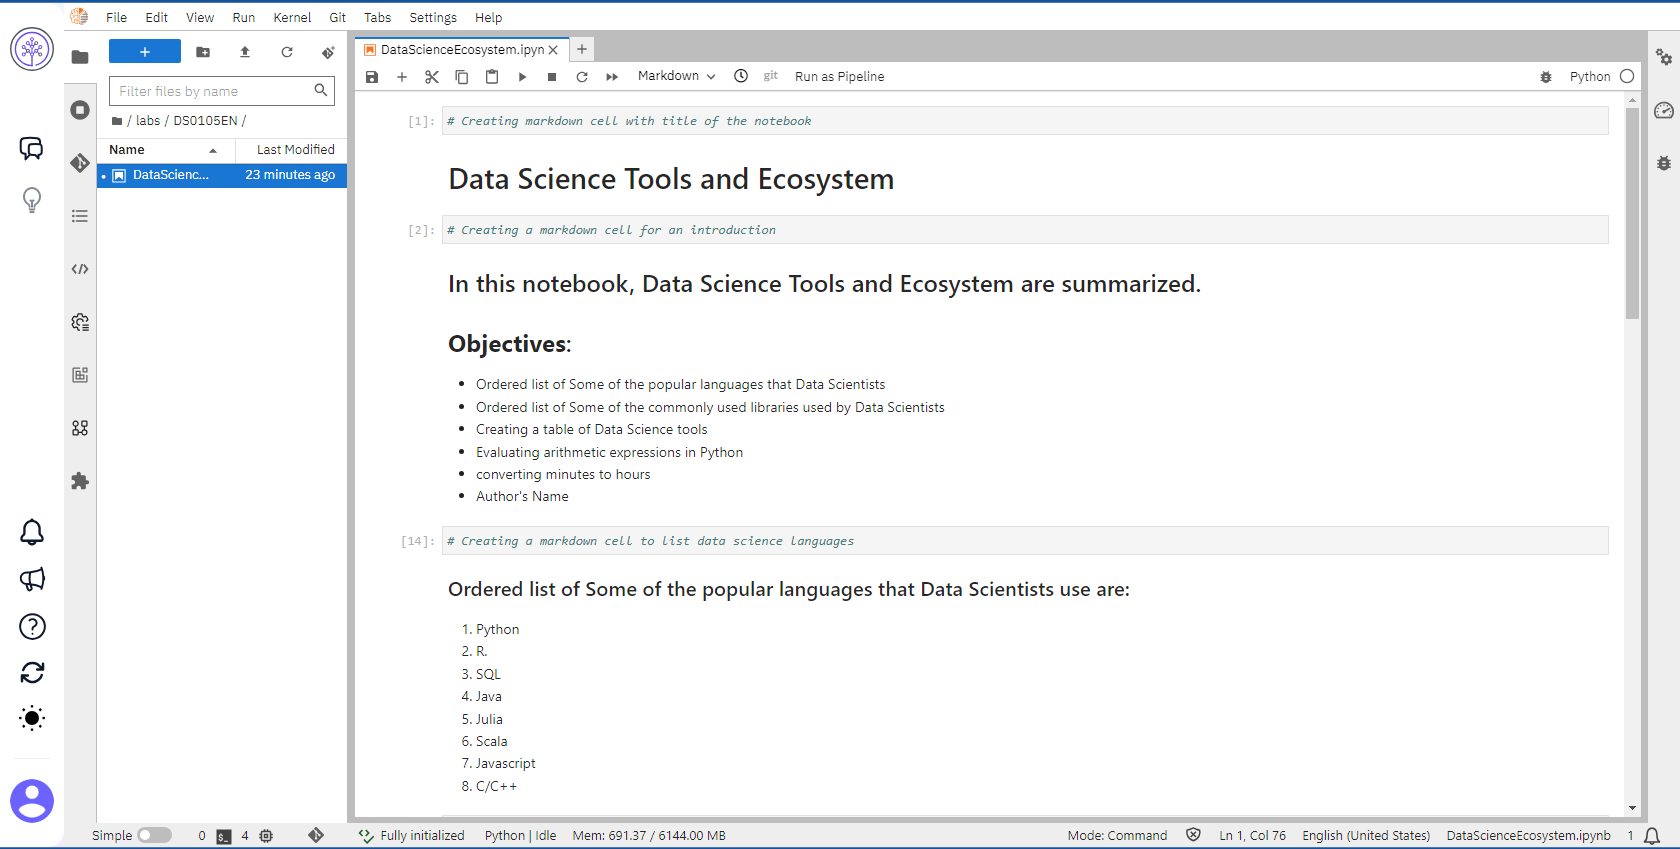 File Edit View Run Kernel Git Tabs Settings Help
+
Filter files by name
/ labs / DS0105EN /
Name Last Modified
DataScienc... 23 minutes ago
DataScienceEcosystem.ipyn
Markdown git Run as Pipeline Python
[1]: # Creating markdown cell with title of the notebook
Data Science Tools and Ecosystem
[2]: # Creating a markdown cell for an introduction
In this notebook, Data Science Tools and Ecosystem are summarized.
Objectives:
• Ordered list of Some of the popular languages that Data Scientists
• Ordered list of Some of the commonly used libraries used by Data Scientists
• Creating a table of Data Science tools
• Evaluating arithmetic expressions in Python
• converting minutes to hours
• Author's Name
[14]: # Creating a markdown cell to list data science languages
Ordered list of Some of the popular languages that Data Scientists use are:
1. Python
2. R.
3. SQL
4. Java
5. Julia
6. Scala
7. Javascript
8. C/C++
Simple 0 4 Fully initialized Python | Idle Mem: 691.37 / 6144.00 MB Mode: Command Ln 1, Col 76 English (United States) DataScienceEcosystem.ipynb 1